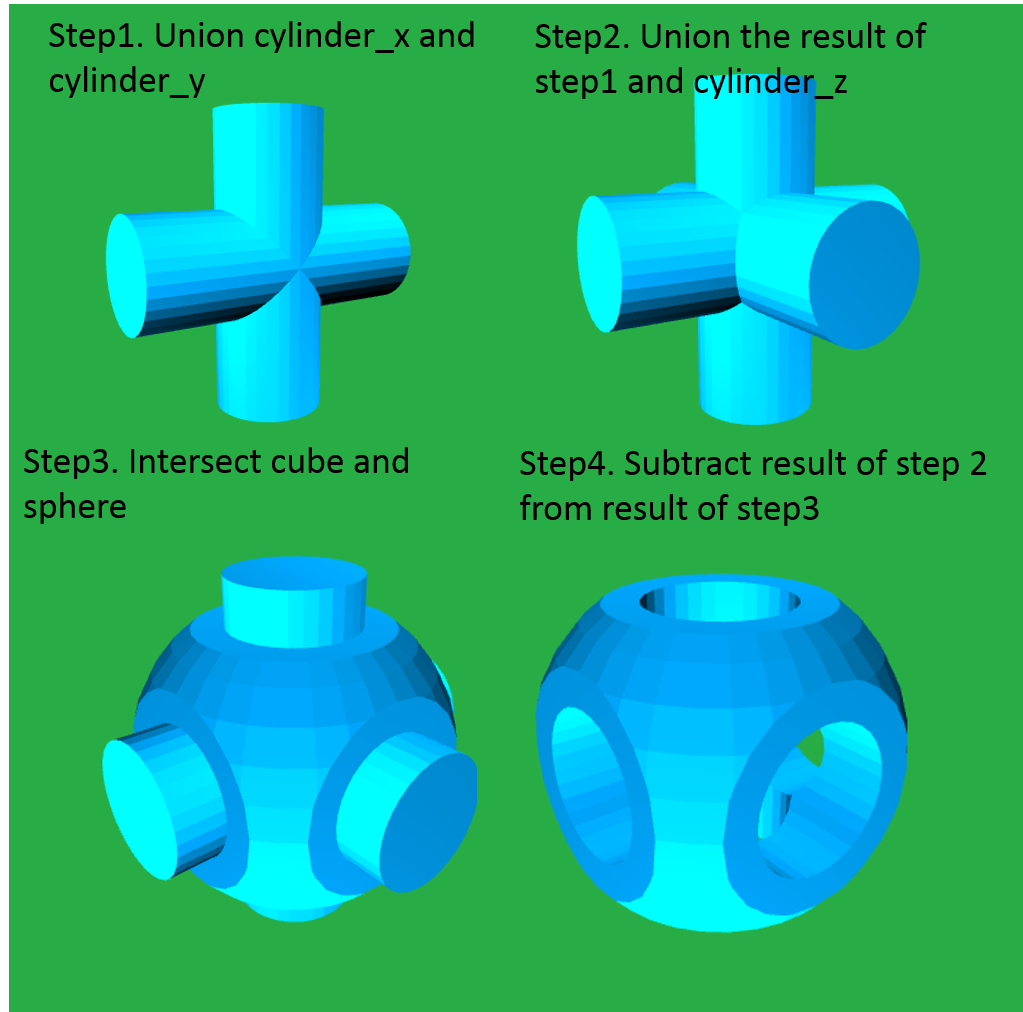 Step1. Union cylinder_x and
cylinder_y
Step2. Union the result of
step1 and cylinder_z
Step3. Intersect cube and
sphere
Step4. Subtract result of step 2
from result of step3